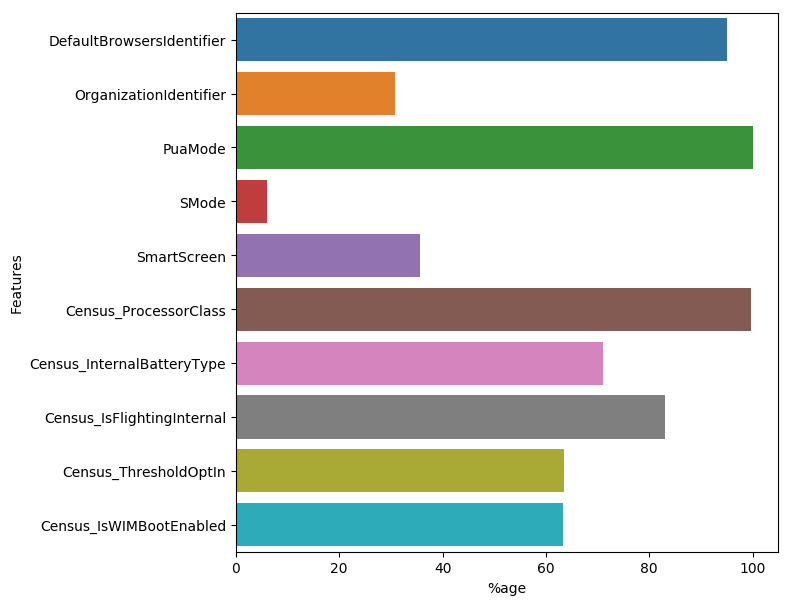 DefaultBrowsersIdentifier
OrganizationIdentifier
PuaMode
SMode
SmartScreen
Census_ProcessorClass
Census_InternalBatteryType
Census_IsFlightingInternal
Census_ThresholdOptIn
Census_IsWIMBootEnabled
Features
0 20 40 60 80 100
%age